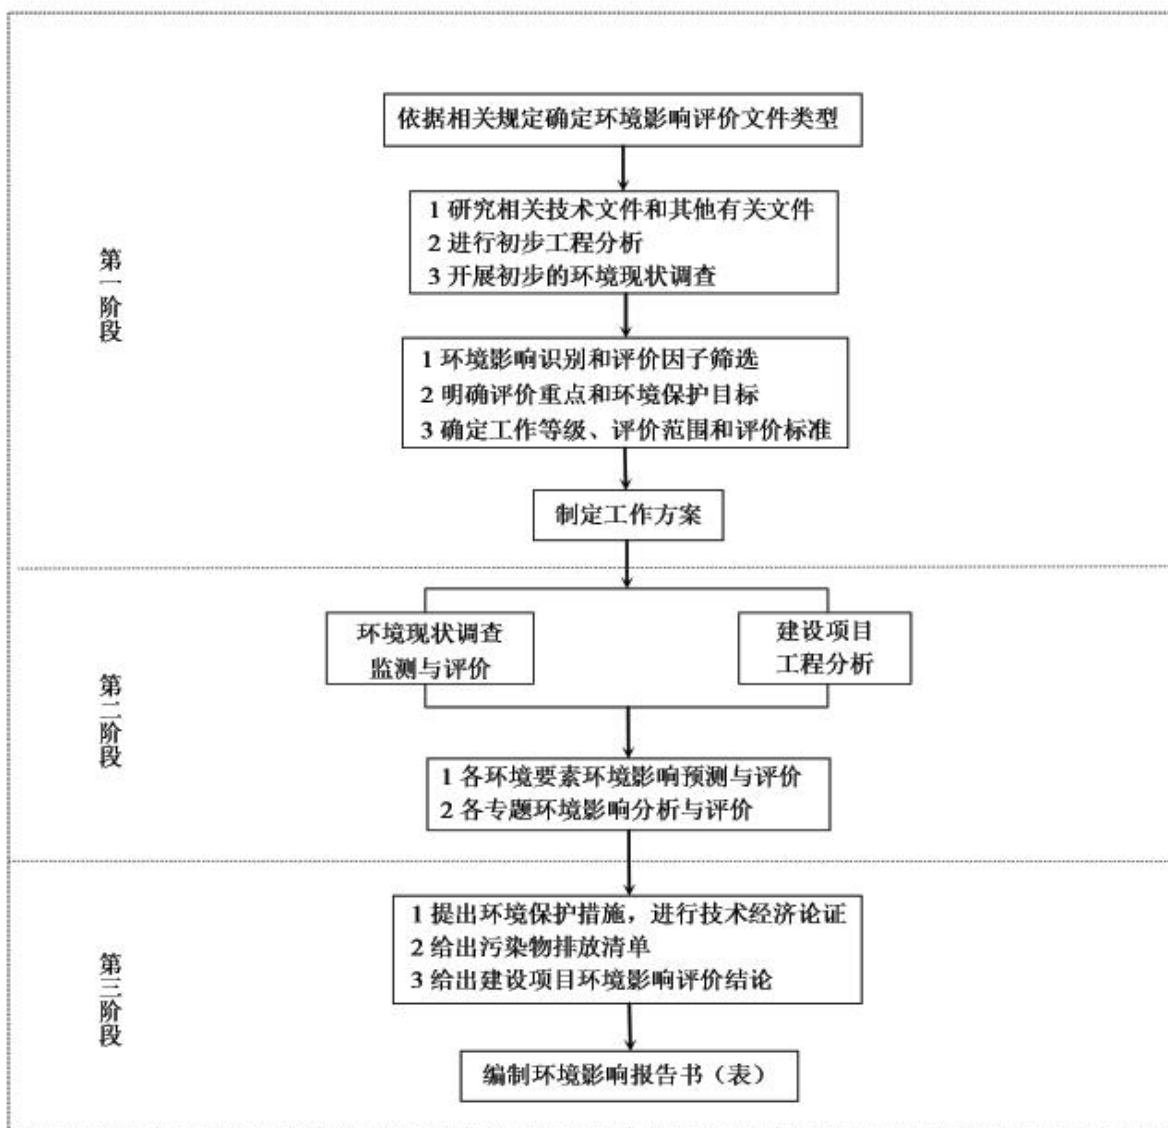 依据相关规定确定环境影响评价文件类型
1 研究相关技术文件和其他有关文件
2 进行初步工程分析
3 开展初步的环境现状调查
第一阶段
1 环境影响识别和评价因子筛选
2 明确评价重点和环境保护目标
3 确定工作等级、评价范围和评价标准
制定工作方案
环境现状调查
监测与评价
建设项目
工程分析
第二阶段
1 各环境要素环境影响预测与评价
2 各专题环境影响分析与评价
1 提出环境保护措施，进行技术经济论证
2 给出污染物排放清单
3 给出建设项目环境影响评价结论
第三阶段
编制环境影响报告书（表）